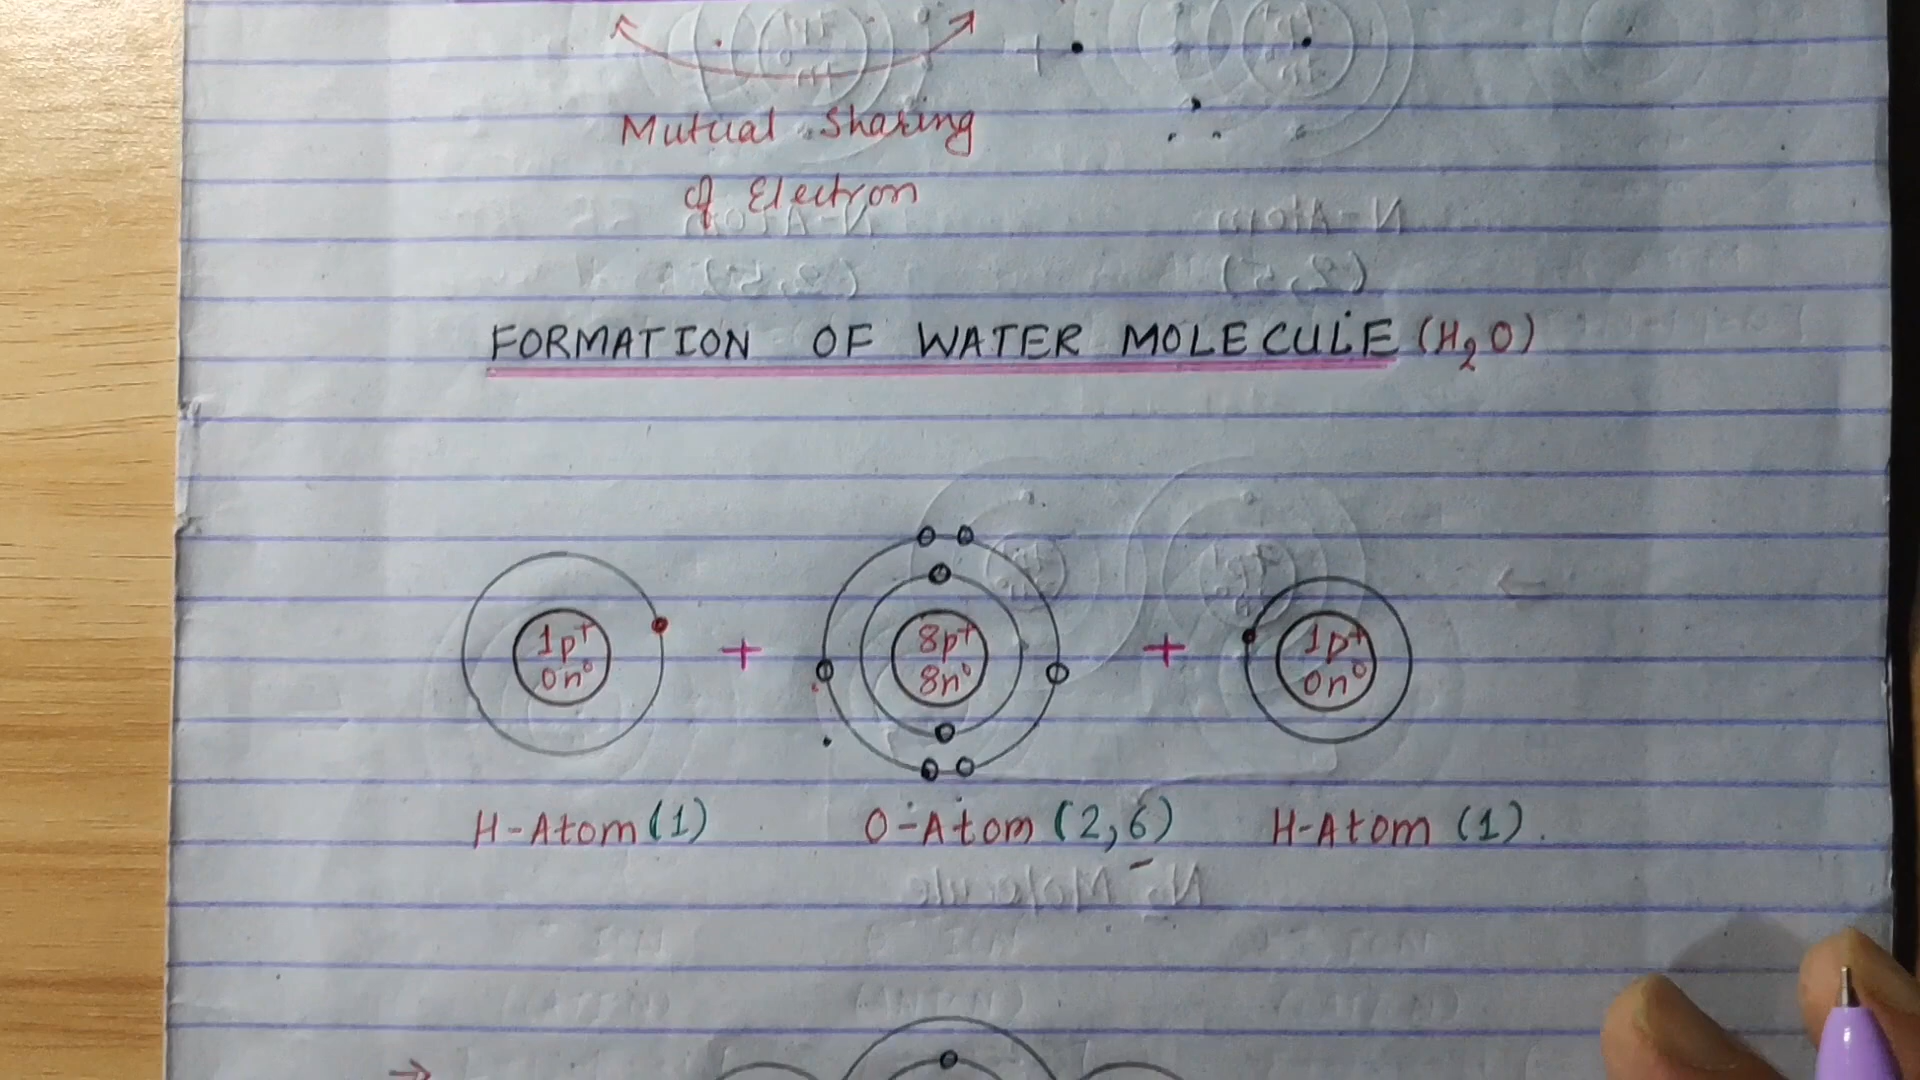 Mutual Sharing
of Electron
FORMATION OF WATER MOLECULE (H₂O)
1p⁺ + 8p⁺ + 1p⁺
0n⁰ 8n⁰ 0n⁰
H-Atom (1) O-Atom (2,6) H-Atom (1).